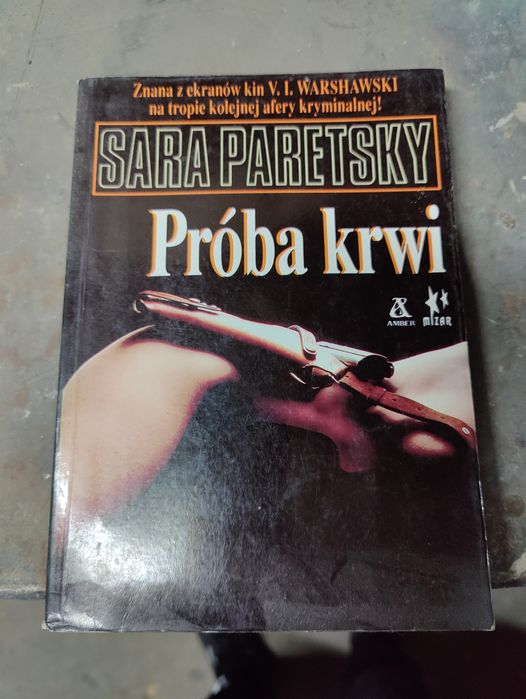 Znana z ekranów kin V. I. WARSHAWSKI
na tropie kolejnej afery kryminalnej!
SARA PARETSKY
Próba krwi
AMBER
MIZAR